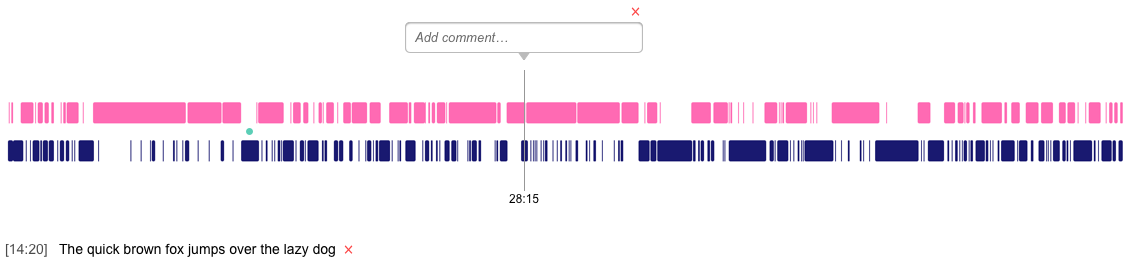 ×
Add comment…
28:15
[14:20] The quick brown fox jumps over the lazy dog ×